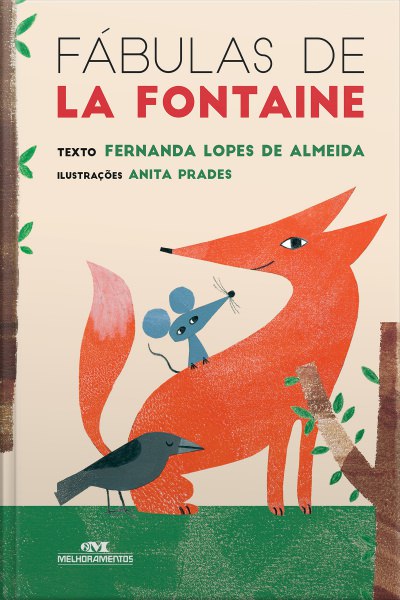 FÁBULAS DE
LA FONTAINE
TEXTO FERNANDA LOPES DE ALMEIDA
ILUSTRAÇÕES ANITA PRADES
MELHORAMENTOS